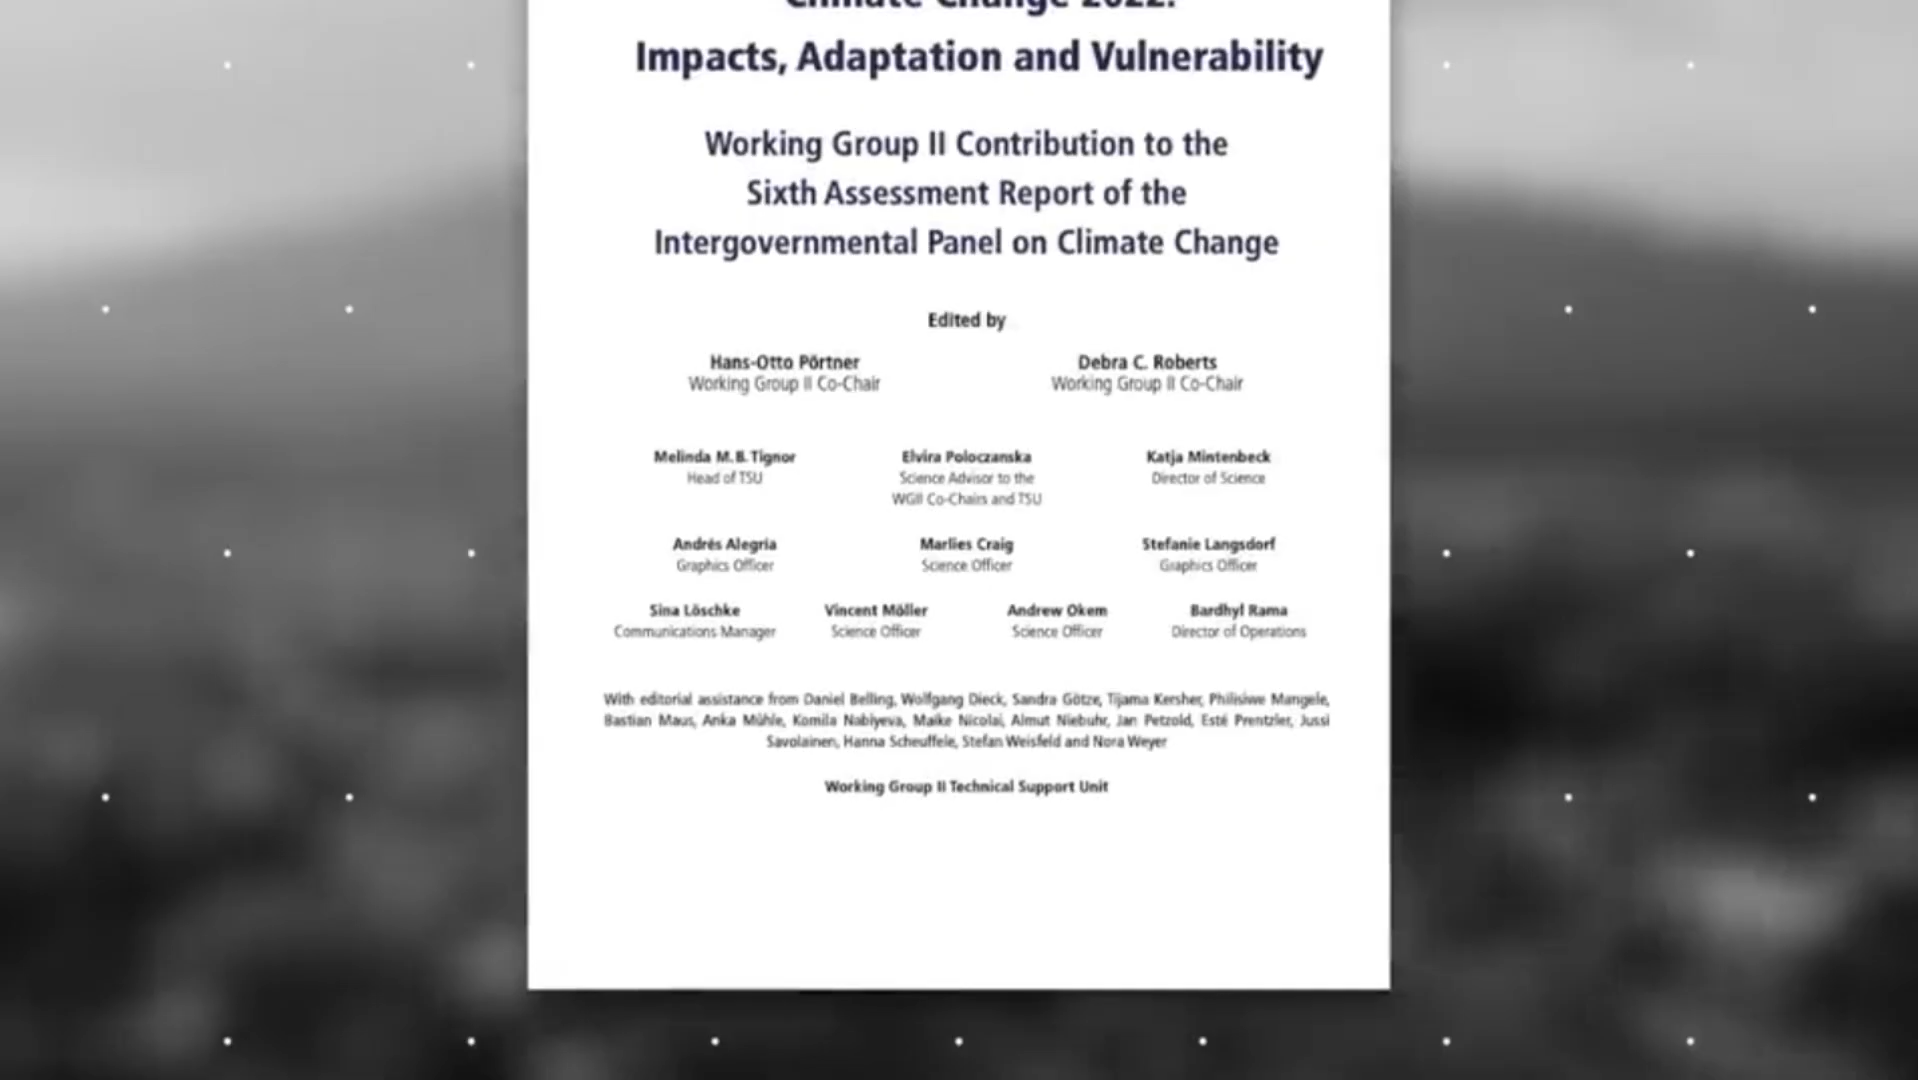 Climate Change 2022:
Impacts, Adaptation and Vulnerability
Working Group II Contribution to the
Sixth Assessment Report of the
Intergovernmental Panel on Climate Change
Edited by
Hans-Otto Pörtner Debra C. Roberts
Working Group II Co-Chair Working Group II Co-Chair
Melinda M. B. Tignor Elvira Poloczanska Katja Mintenbeck
Head of TSU Science Advisor to the Director of Science
WGII Co-Chairs and TSU
Andrés Alegría Marlies Craig Stefanie Langsdorf
Graphics Officer Science Officer Graphics Officer
Sina Löschke Vincent Möller Andrew Okem Bardhyl Rama
Communications Manager Science Officer Science Officer Director of Operations
With editorial assistance from Daniel Belling, Wolfgang Dieck, Sandra Götze, Tijama Kersher, Philisiwe Mangele,
Bastian Maus, Anka Mühle, Komila Nabiyeva, Maike Nicolai, Almut Niebuhr, Jan Petzold, Esté Prentzler, Jussi
Savolainen, Hanna Scheuffele, Stefan Weisfeld and Nora Weyer
Working Group II Technical Support Unit